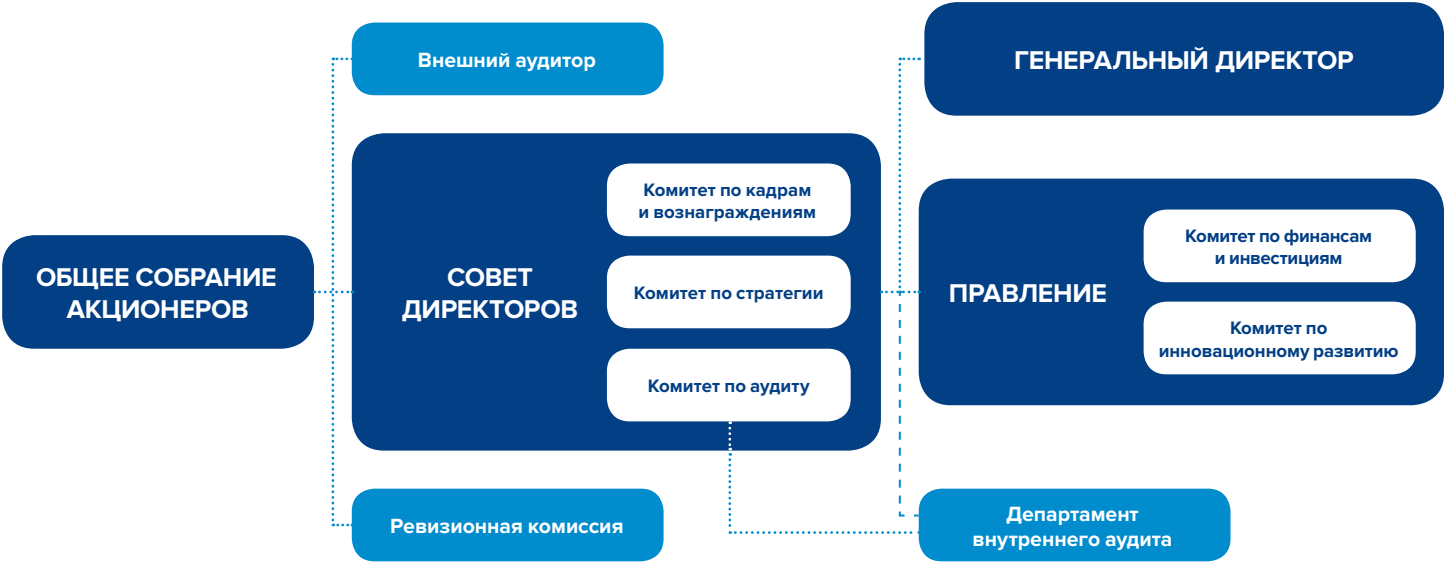 Внешний аудитор
ГЕНЕРАЛЬНЫЙ ДИРЕКТОР
ОБЩЕЕ СОБРАНИЕ
АКЦИОНЕРОВ
СОВЕТ
ДИРЕКТОРОВ
Комитет по кадрам
и вознаграждениям
Комитет по стратегии
Комитет по аудиту
ПРАВЛЕНИЕ
Комитет по финансам
и инвестициям
Комитет по
инновационному развитию
Ревизионная комиссия
Департамент
внутреннего аудита